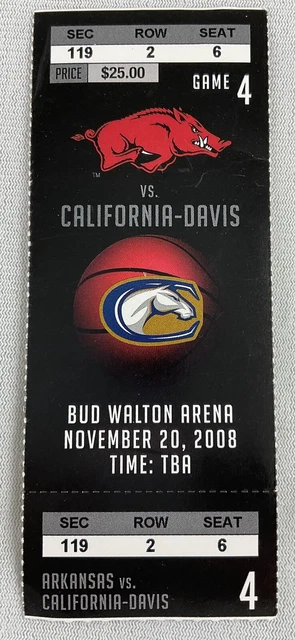 SEC ROW SEAT
119 2 6
PRICE $25.00
GAME 4
TM
VS.
CALIFORNIA-DAVIS
BUD WALTON ARENA
NOVEMBER 20, 2008
TIME: TBA
SEC ROW SEAT
119 2 6
ARKANSAS VS.
CALIFORNIA-DAVIS
4